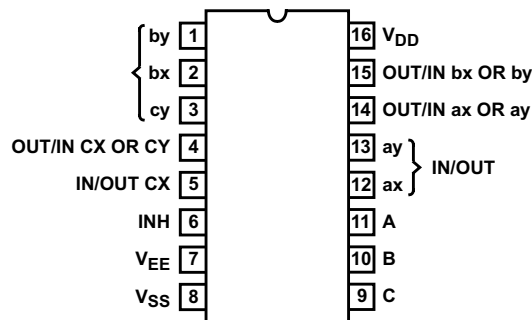 by 1 16 VDD
bx 2 15 OUT/IN bx OR by
cy 3 14 OUT/IN ax OR ay
OUT/IN CX OR CY 4 13 ay
IN/OUT
IN/OUT CX 5 12 ax
INH 6 11 A
VEE 7 10 B
VSS 8 9 C